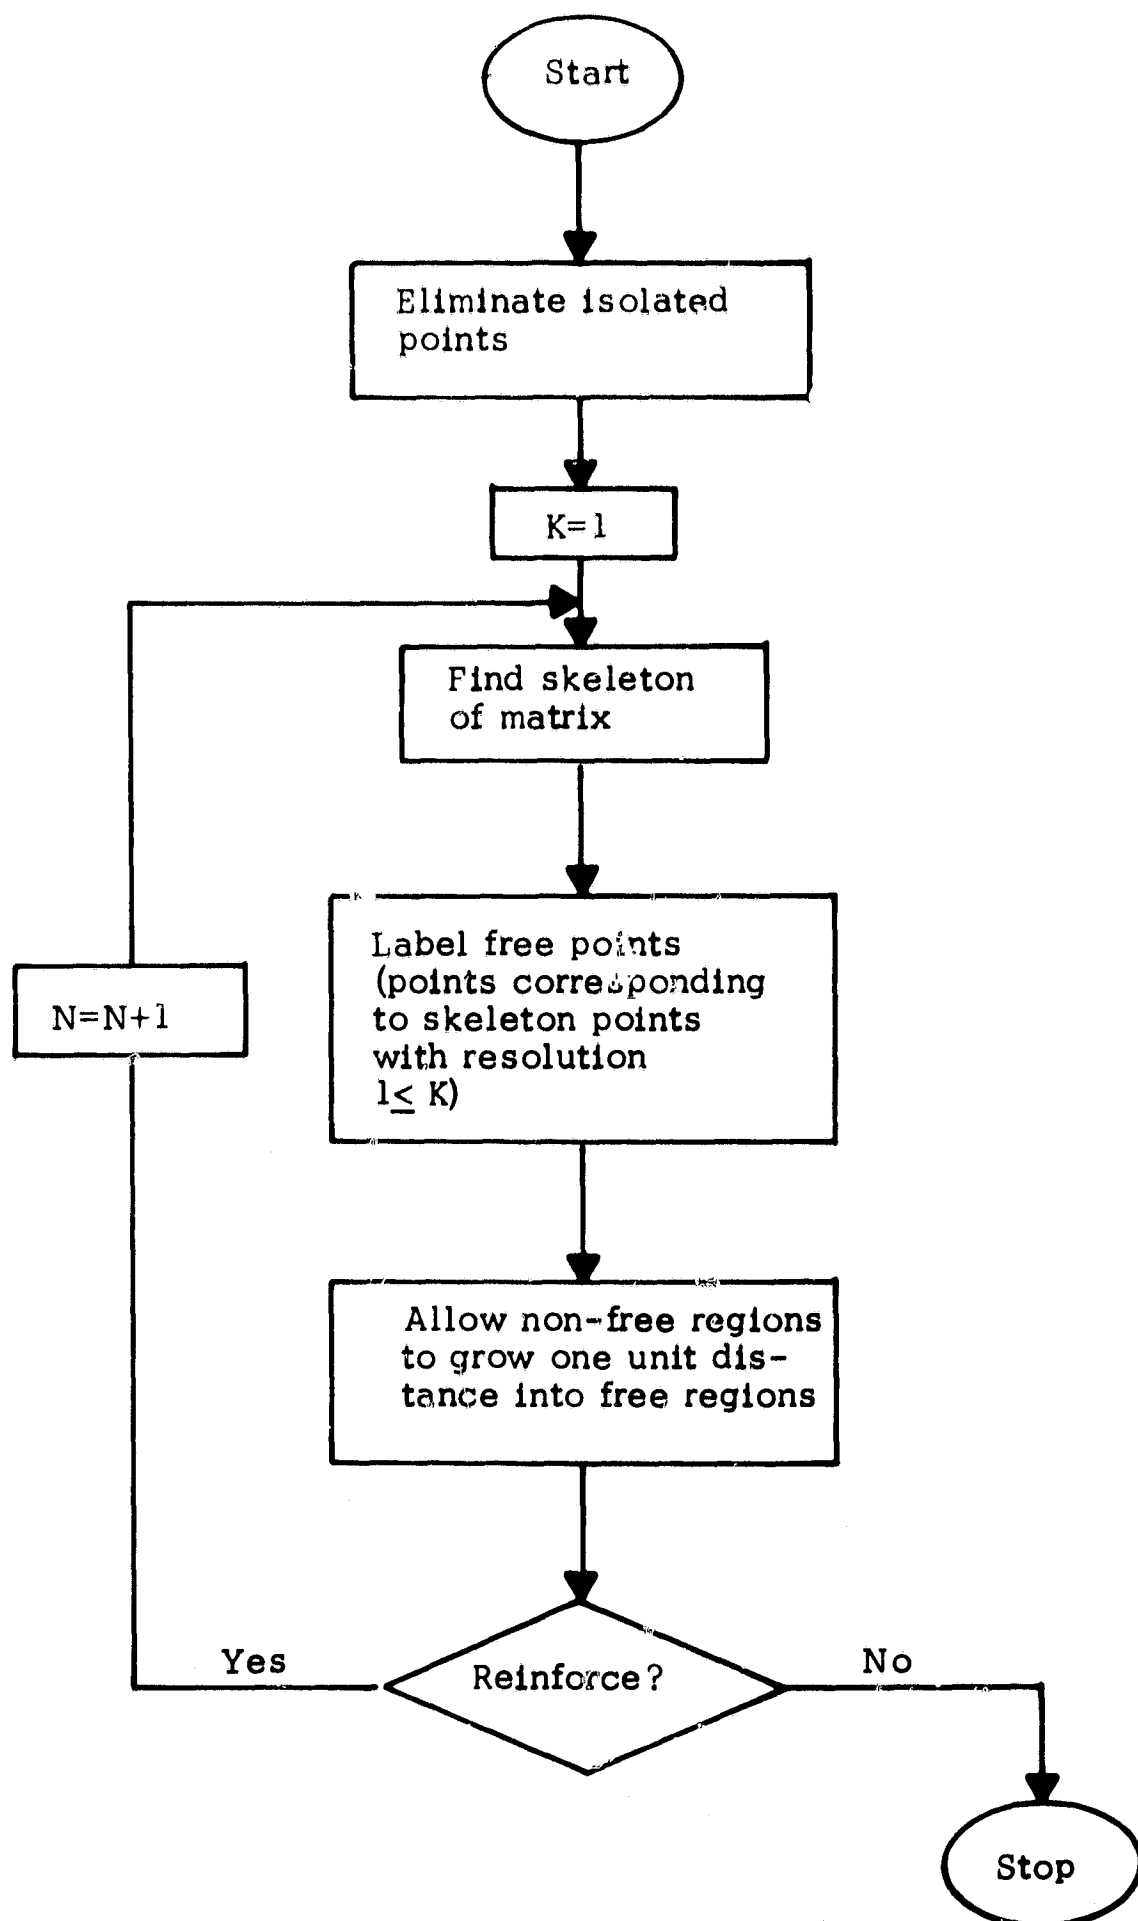 Start
Eliminate isolated
points
K=1
Find skeleton
of matrix
Label free points
(points corresponding
to skeleton points
with resolution
1≤ K)
N=N+1
Allow non-free regions
to grow one unit dis-
tance into free regions
Yes
Reinforce?
No
Stop